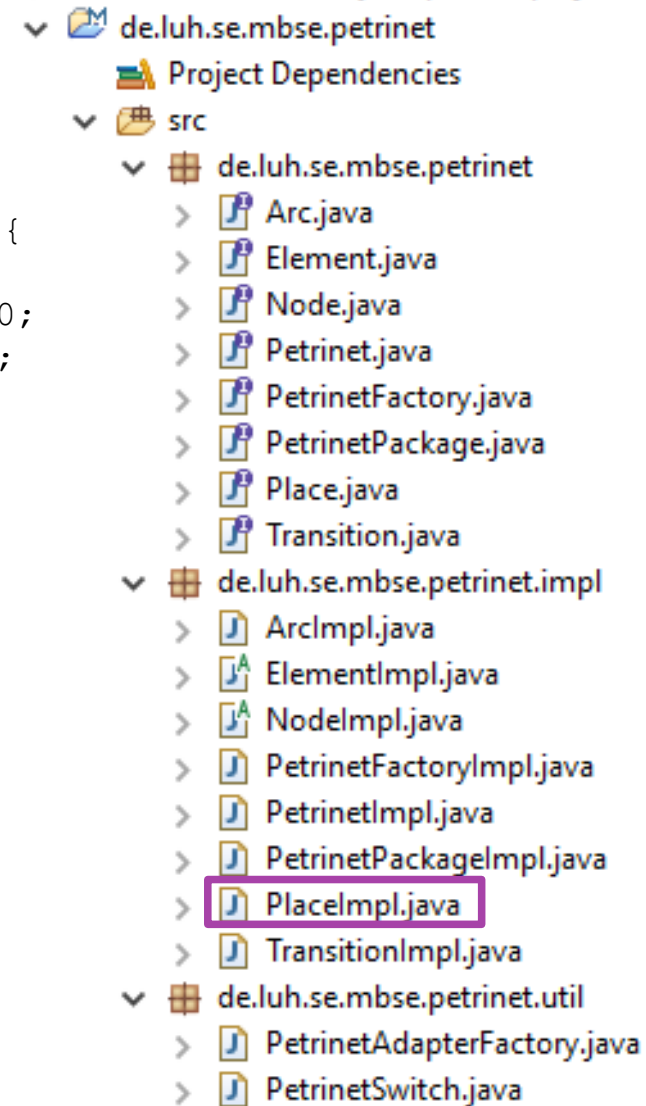 de.luh.se.mbse.petrinet
Project Dependencies
src
de.luh.se.mbse.petrinet
Arc.java
{
Element.java
Node.java
0;
Petrinet.java
;
PetrinetFactory.java
PetrinetPackage.java
Place.java
Transition.java
de.luh.se.mbse.petrinet.impl
ArcImpl.java
ElementImpl.java
NodeImpl.java
PetrinetFactoryImpl.java
PetrinetImpl.java
PetrinetPackageImpl.java
PlaceImpl.java
TransitionImpl.java
de.luh.se.mbse.petrinet.util
PetrinetAdapterFactory.java
PetrinetSwitch.java